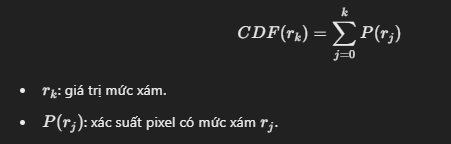 CDF(r_k) = \sum_{j=0}^{k} P(r_j)
• r_k: giá trị mức xám.
• P(r_j): xác suất pixel có mức xám r_j.